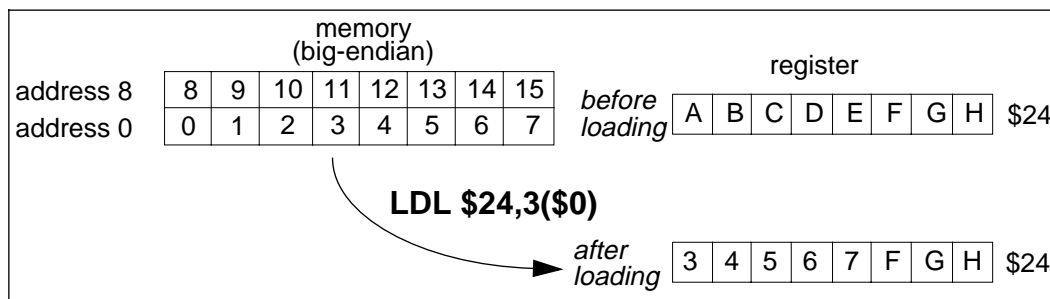 memory
(big-endian)
register
address 8 8 9 10 11 12 13 14 15
address 0 0 1 2 3 4 5 6 7
before
loading A B C D E F G H $24
LDL $24,3($0)
after
loading 3 4 5 6 7 F G H $24